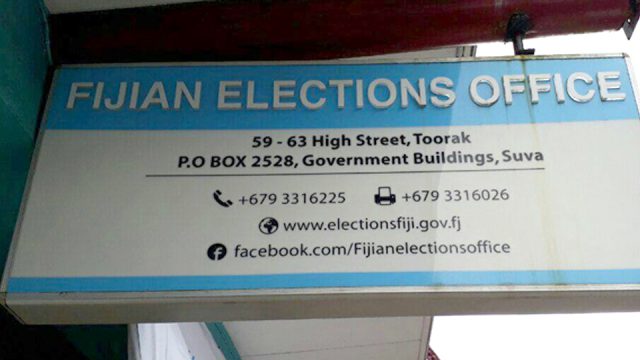 FIJIAN ELECTIONS OFFICE
59 - 63 High Street, Toorak
P.O BOX 2528, Government Buildings, Suva
+679 3316225 +679 3316026
www.electionsfiji.gov.fj
facebook.com/Fijianelectionsoffice